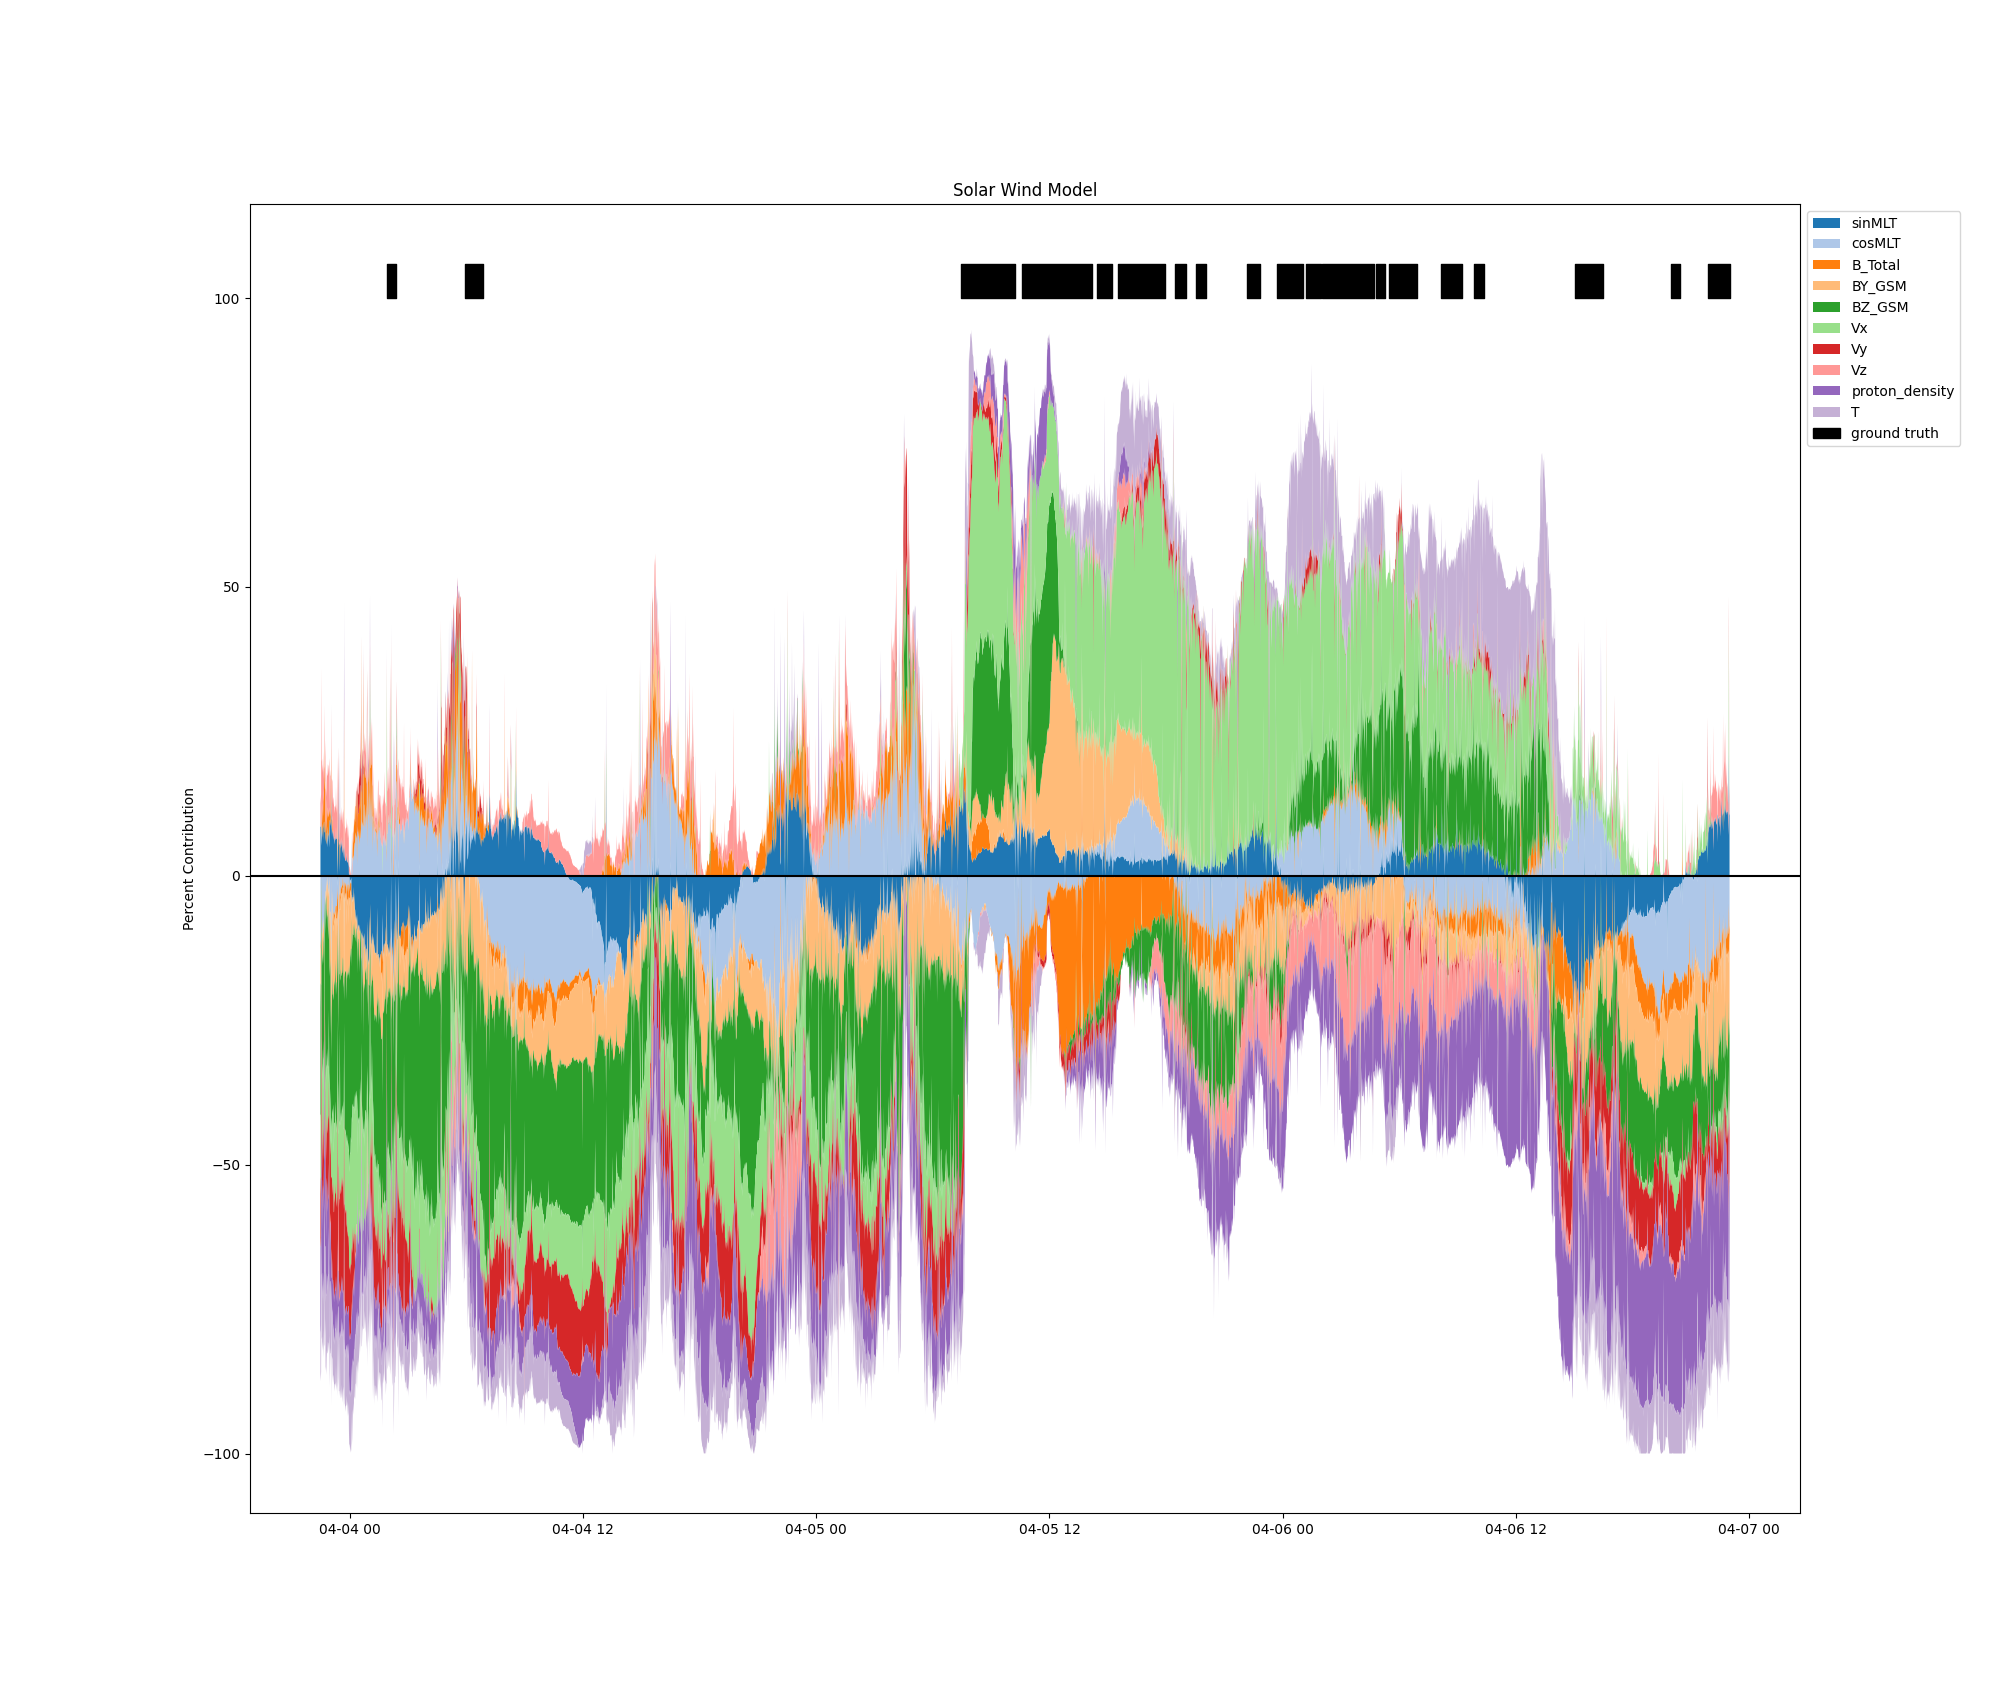 Solar Wind Model
sinMLT
cosMLT
B_Total
BY_GSM
BZ_GSM
Vx
Vy
Vz
proton_density
T
ground truth
Percent Contribution
100
50
0
−50
−100
04-04 00
04-04 12
04-05 00
04-05 12
04-06 00
04-06 12
04-07 00